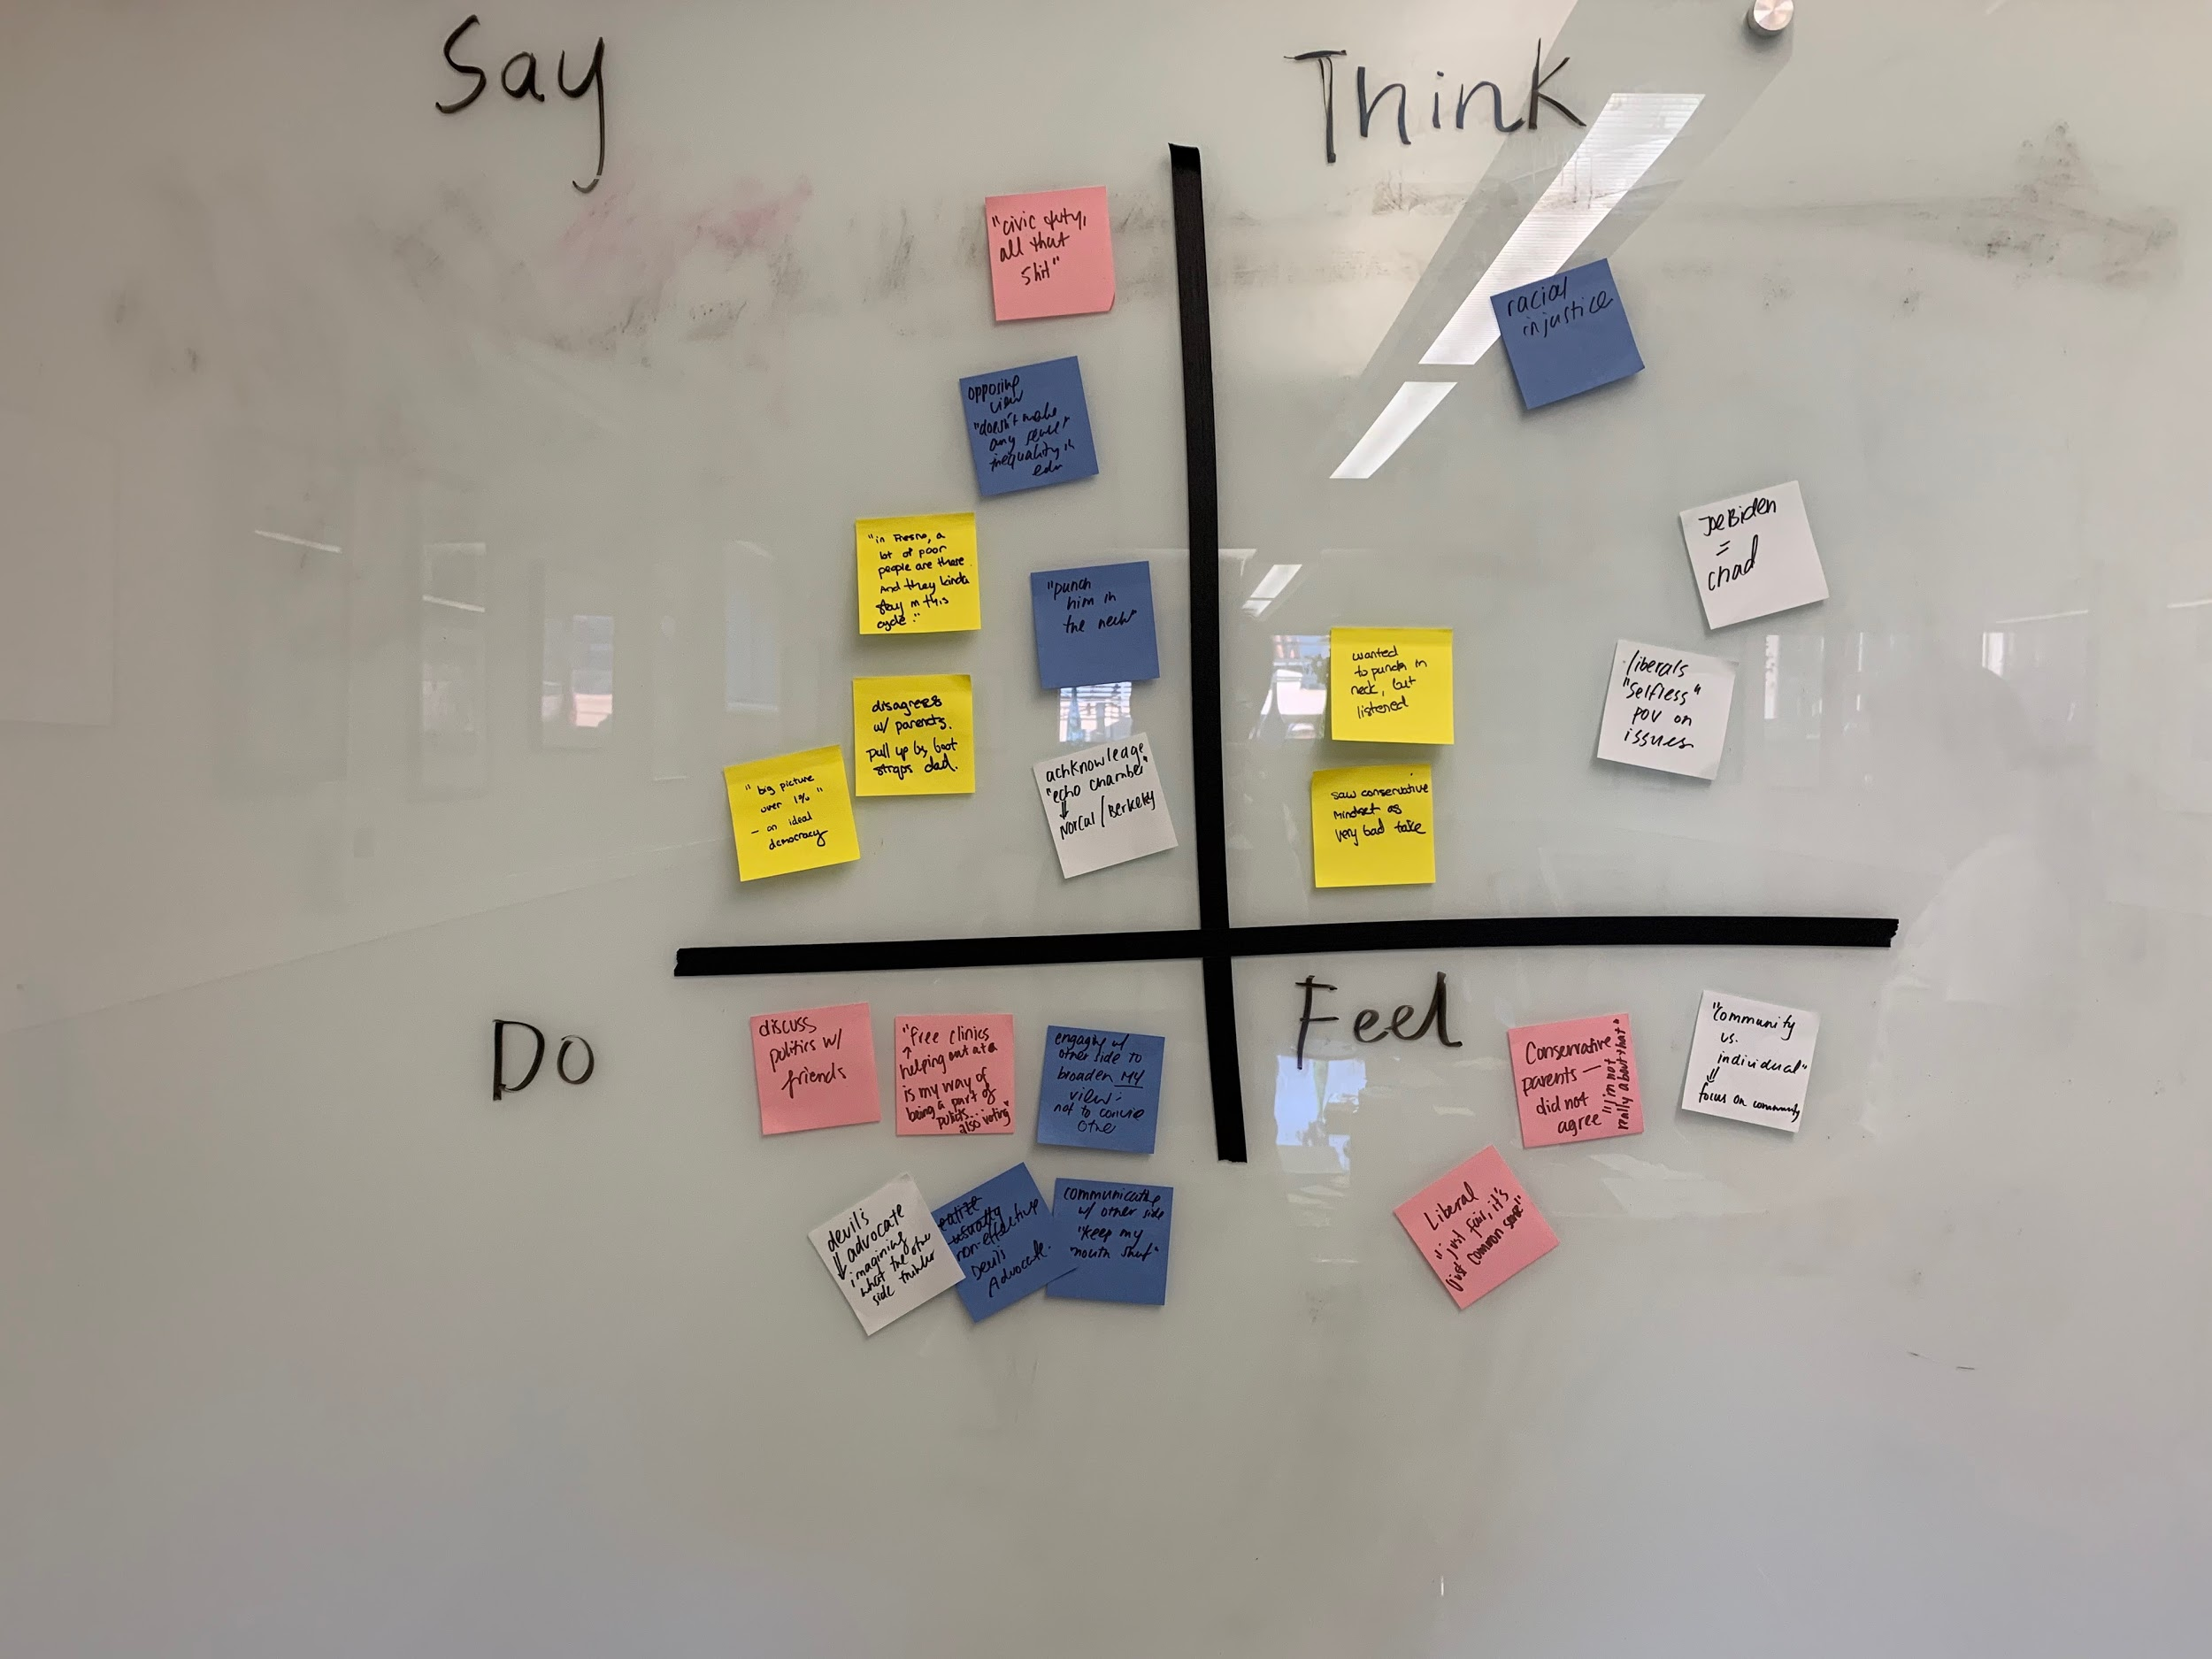 Say
"civic duty,
all that
shit"
opposing
view
"doesn't make
any sense"
inequality in
edu
"in Fresno, a
lot of poor
people are there
And they kinda
stay in this
cycle."
"punch
him in
the neck"
disagrees
w/ parents.
pull up by boot
straps dad.
"big picture
over 1%"
- on ideal
democracy
achknowledge
"echo chamber"
↓
NorCal / Berkeley
Think
racial
injustice
Joe Biden
=
chad
wanted
to punch in
neck, but
listened
liberals
"selfless"
POV on
issues
saw conservative
mindset as
very bad take
Do
discuss
politics w/
friends
"free clinics
↑
helping out at a
is my way of
being a part of
politics...
also voting"
engaging w/
other side to
broaden MY
view:
not to convice
devil's
↓ advocate
imagining
what the other
side thinks
non-effective
Devil's
Advocate.
communicating
w/ other side
"keep my
mouth shut"
Feel
Conservative
parents —
did not
agree
"I'm not
really about that"
"Community
vs.
individual"
⇓
focus on community
Liberal
"just fair, it's
just common sense"